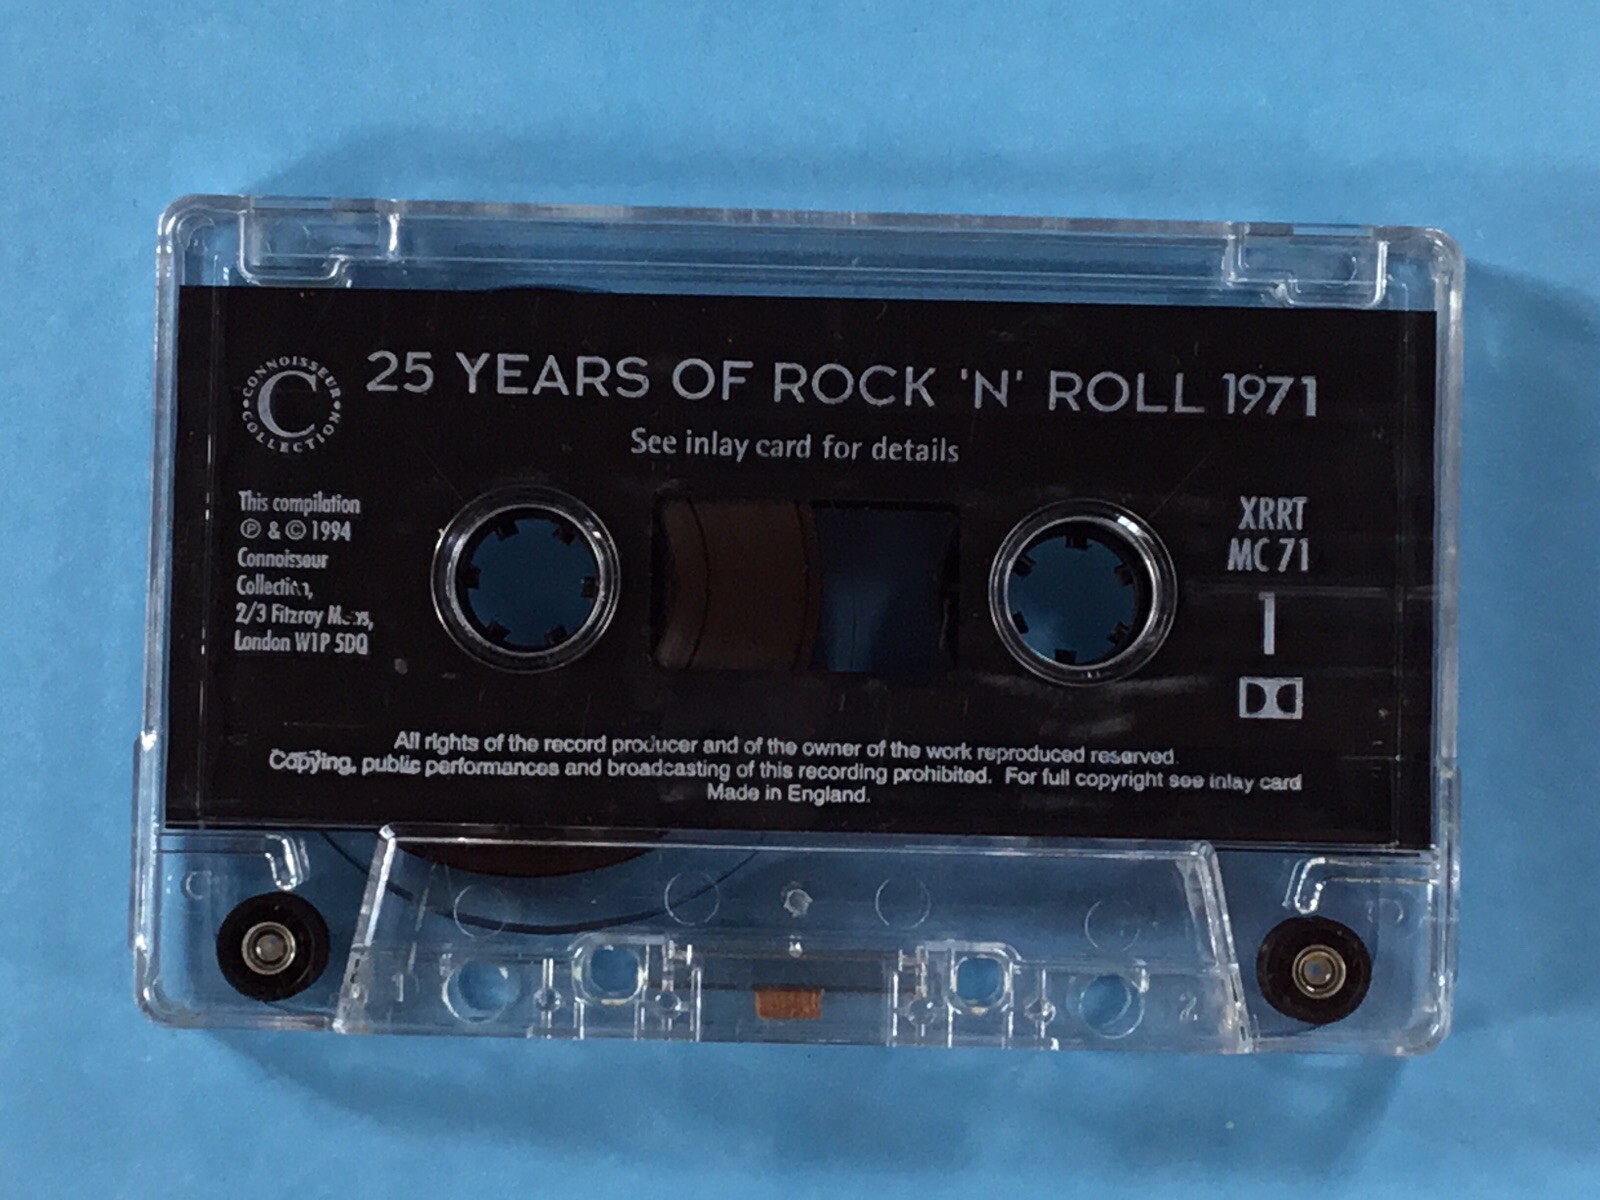 CONNOISSEUR
C
COLLECTION
25 YEARS OF ROCK 'N' ROLL 1971
See inlay card for details
This compilation
Ⓟ & © 1994
Connoisseur
Collection,
2/3 Fitzroy Mews,
London W1P 5DQ
XRRT
MC 71
1
All rights of the record producer and of the owner of the work reproduced reserved.
Copying, public performances and broadcasting of this recording prohibited. For full copyright see inlay card
Made in England.
1
2